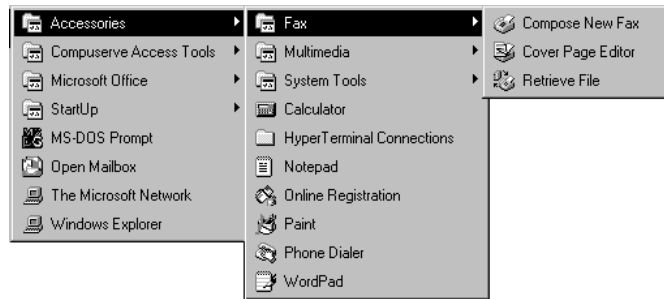 Accessories
Compuserve Access Tools
Microsoft Office
StartUp
MS-DOS Prompt
Open Mailbox
The Microsoft Network
Windows Explorer
Fax
Multimedia
System Tools
Calculator
HyperTerminal Connections
Notepad
Online Registration
Paint
Phone Dialer
WordPad
Compose New Fax
Cover Page Editor
Retrieve File